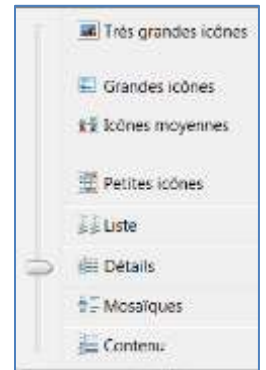 Très grandes icônes
Grandes icônes
Icônes moyennes
Petites icônes
Liste
Détails
Mosaïques
Contenu